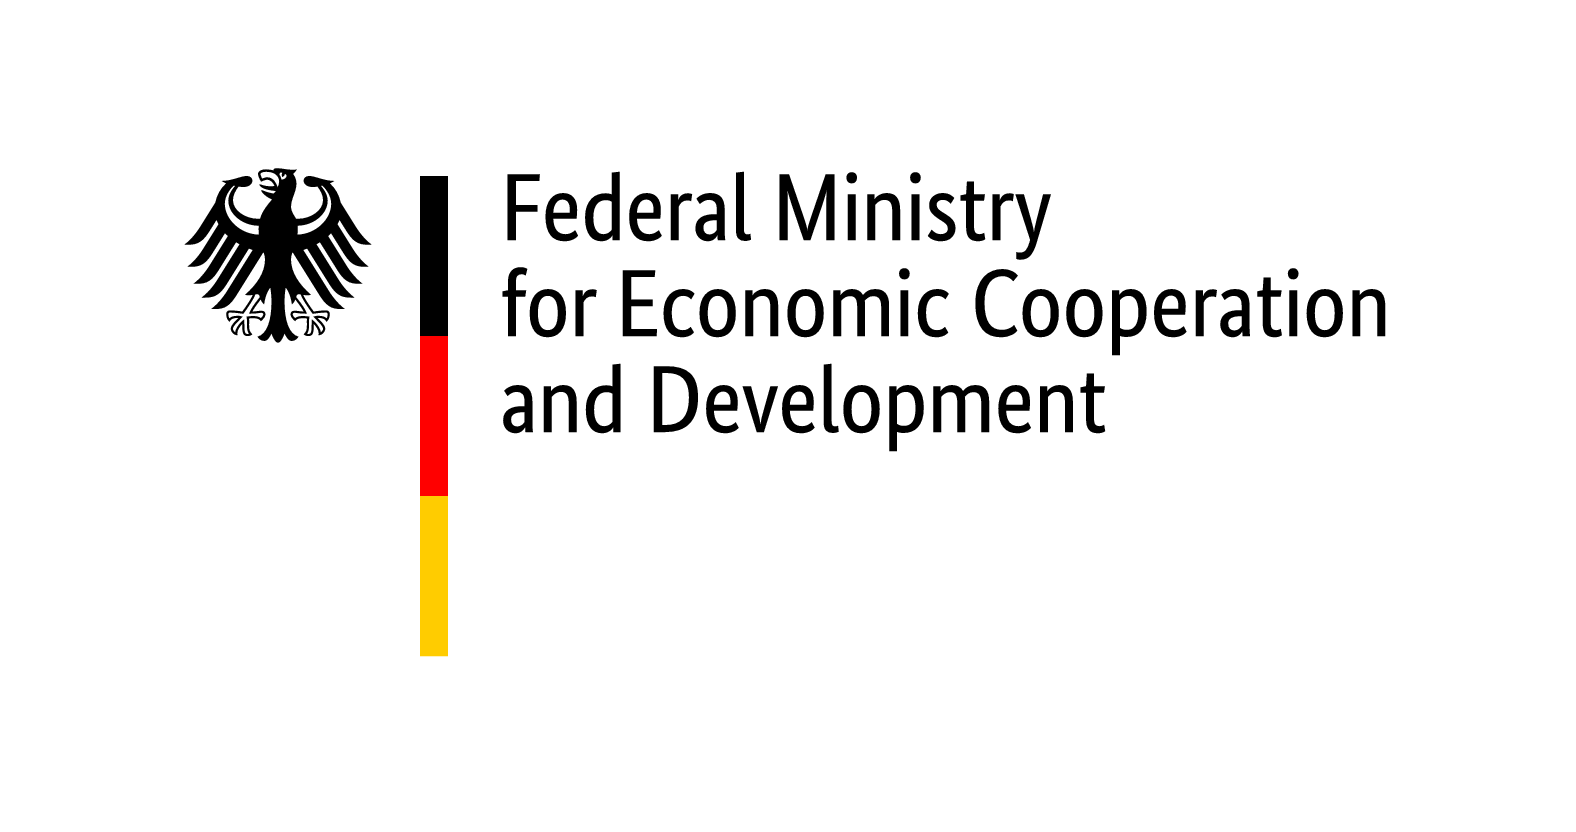 Federal Ministry
for Economic Cooperation
and Development